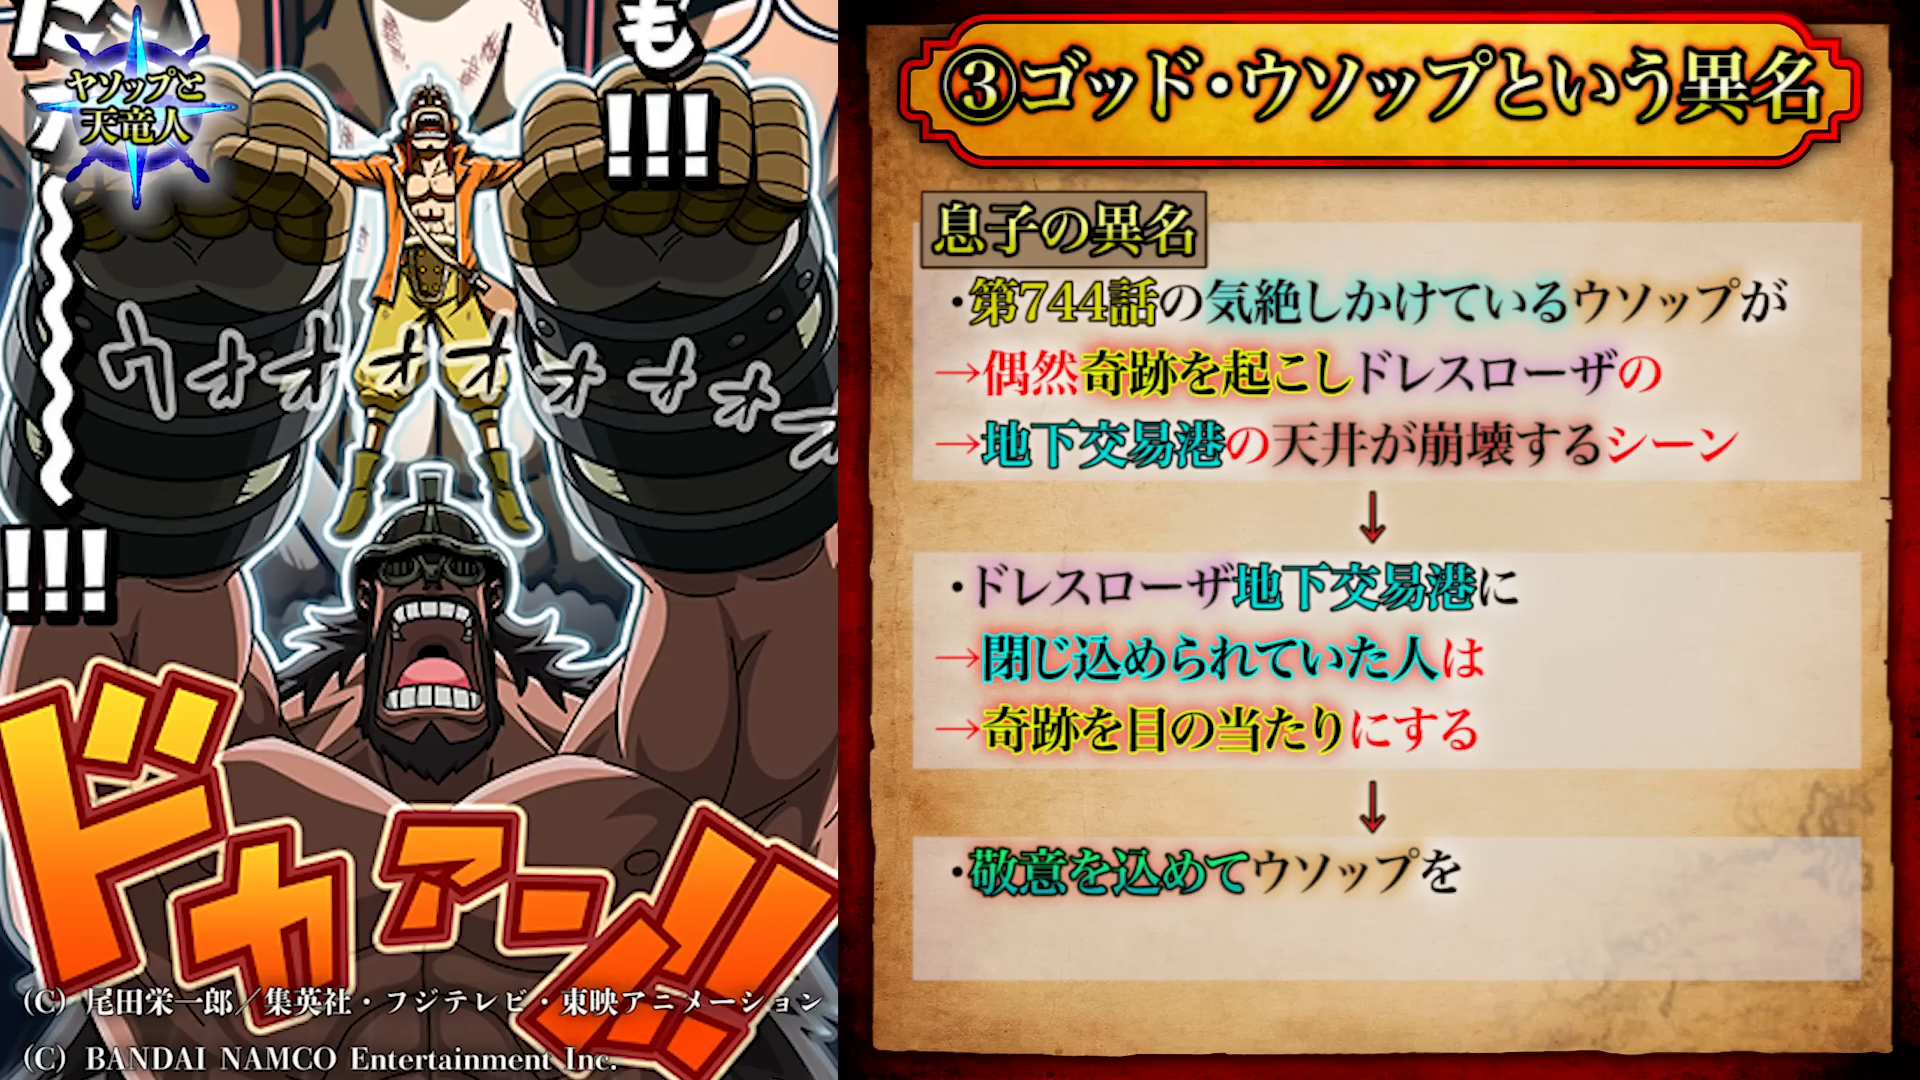 ヤソップと
天竜人
も
!!!
!!!
ウォオォオォオォオ
ドカァーン!!
(C) 尾田栄一郎/集英社・フジテレビ・東映アニメーション
(C) BANDAI NAMCO Entertainment Inc.
③ゴッド・ウソップという異名
息子の異名
・第744話の気絶しかけているウソップが
→偶然奇跡を起こしドレスローザの
→地下交易港の天井が崩壊するシーン
↓
・ドレスローザ地下交易港に
→閉じ込められていた人は
→奇跡を目の当たりにする
↓
・敬意を込めてウソップを